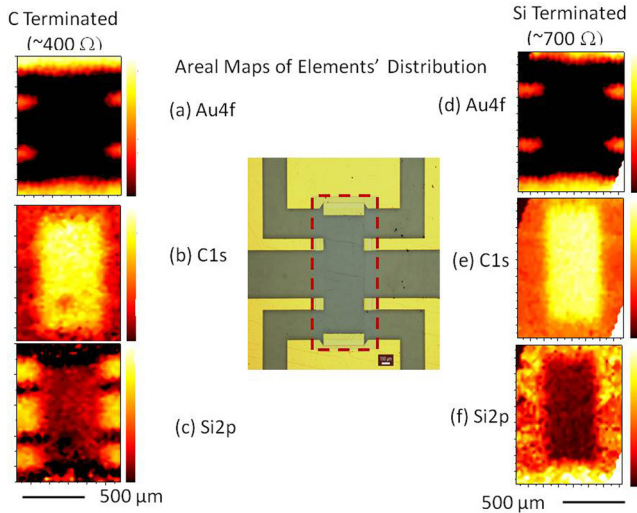 C Terminated
(~400 Ω)
Si Terminated
(~700 Ω)
Areal Maps of Elements' Distribution
(a) Au4f
(d) Au4f
(b) C1s
(e) C1s
(c) Si2p
(f) Si2p
500 µm
500 µm